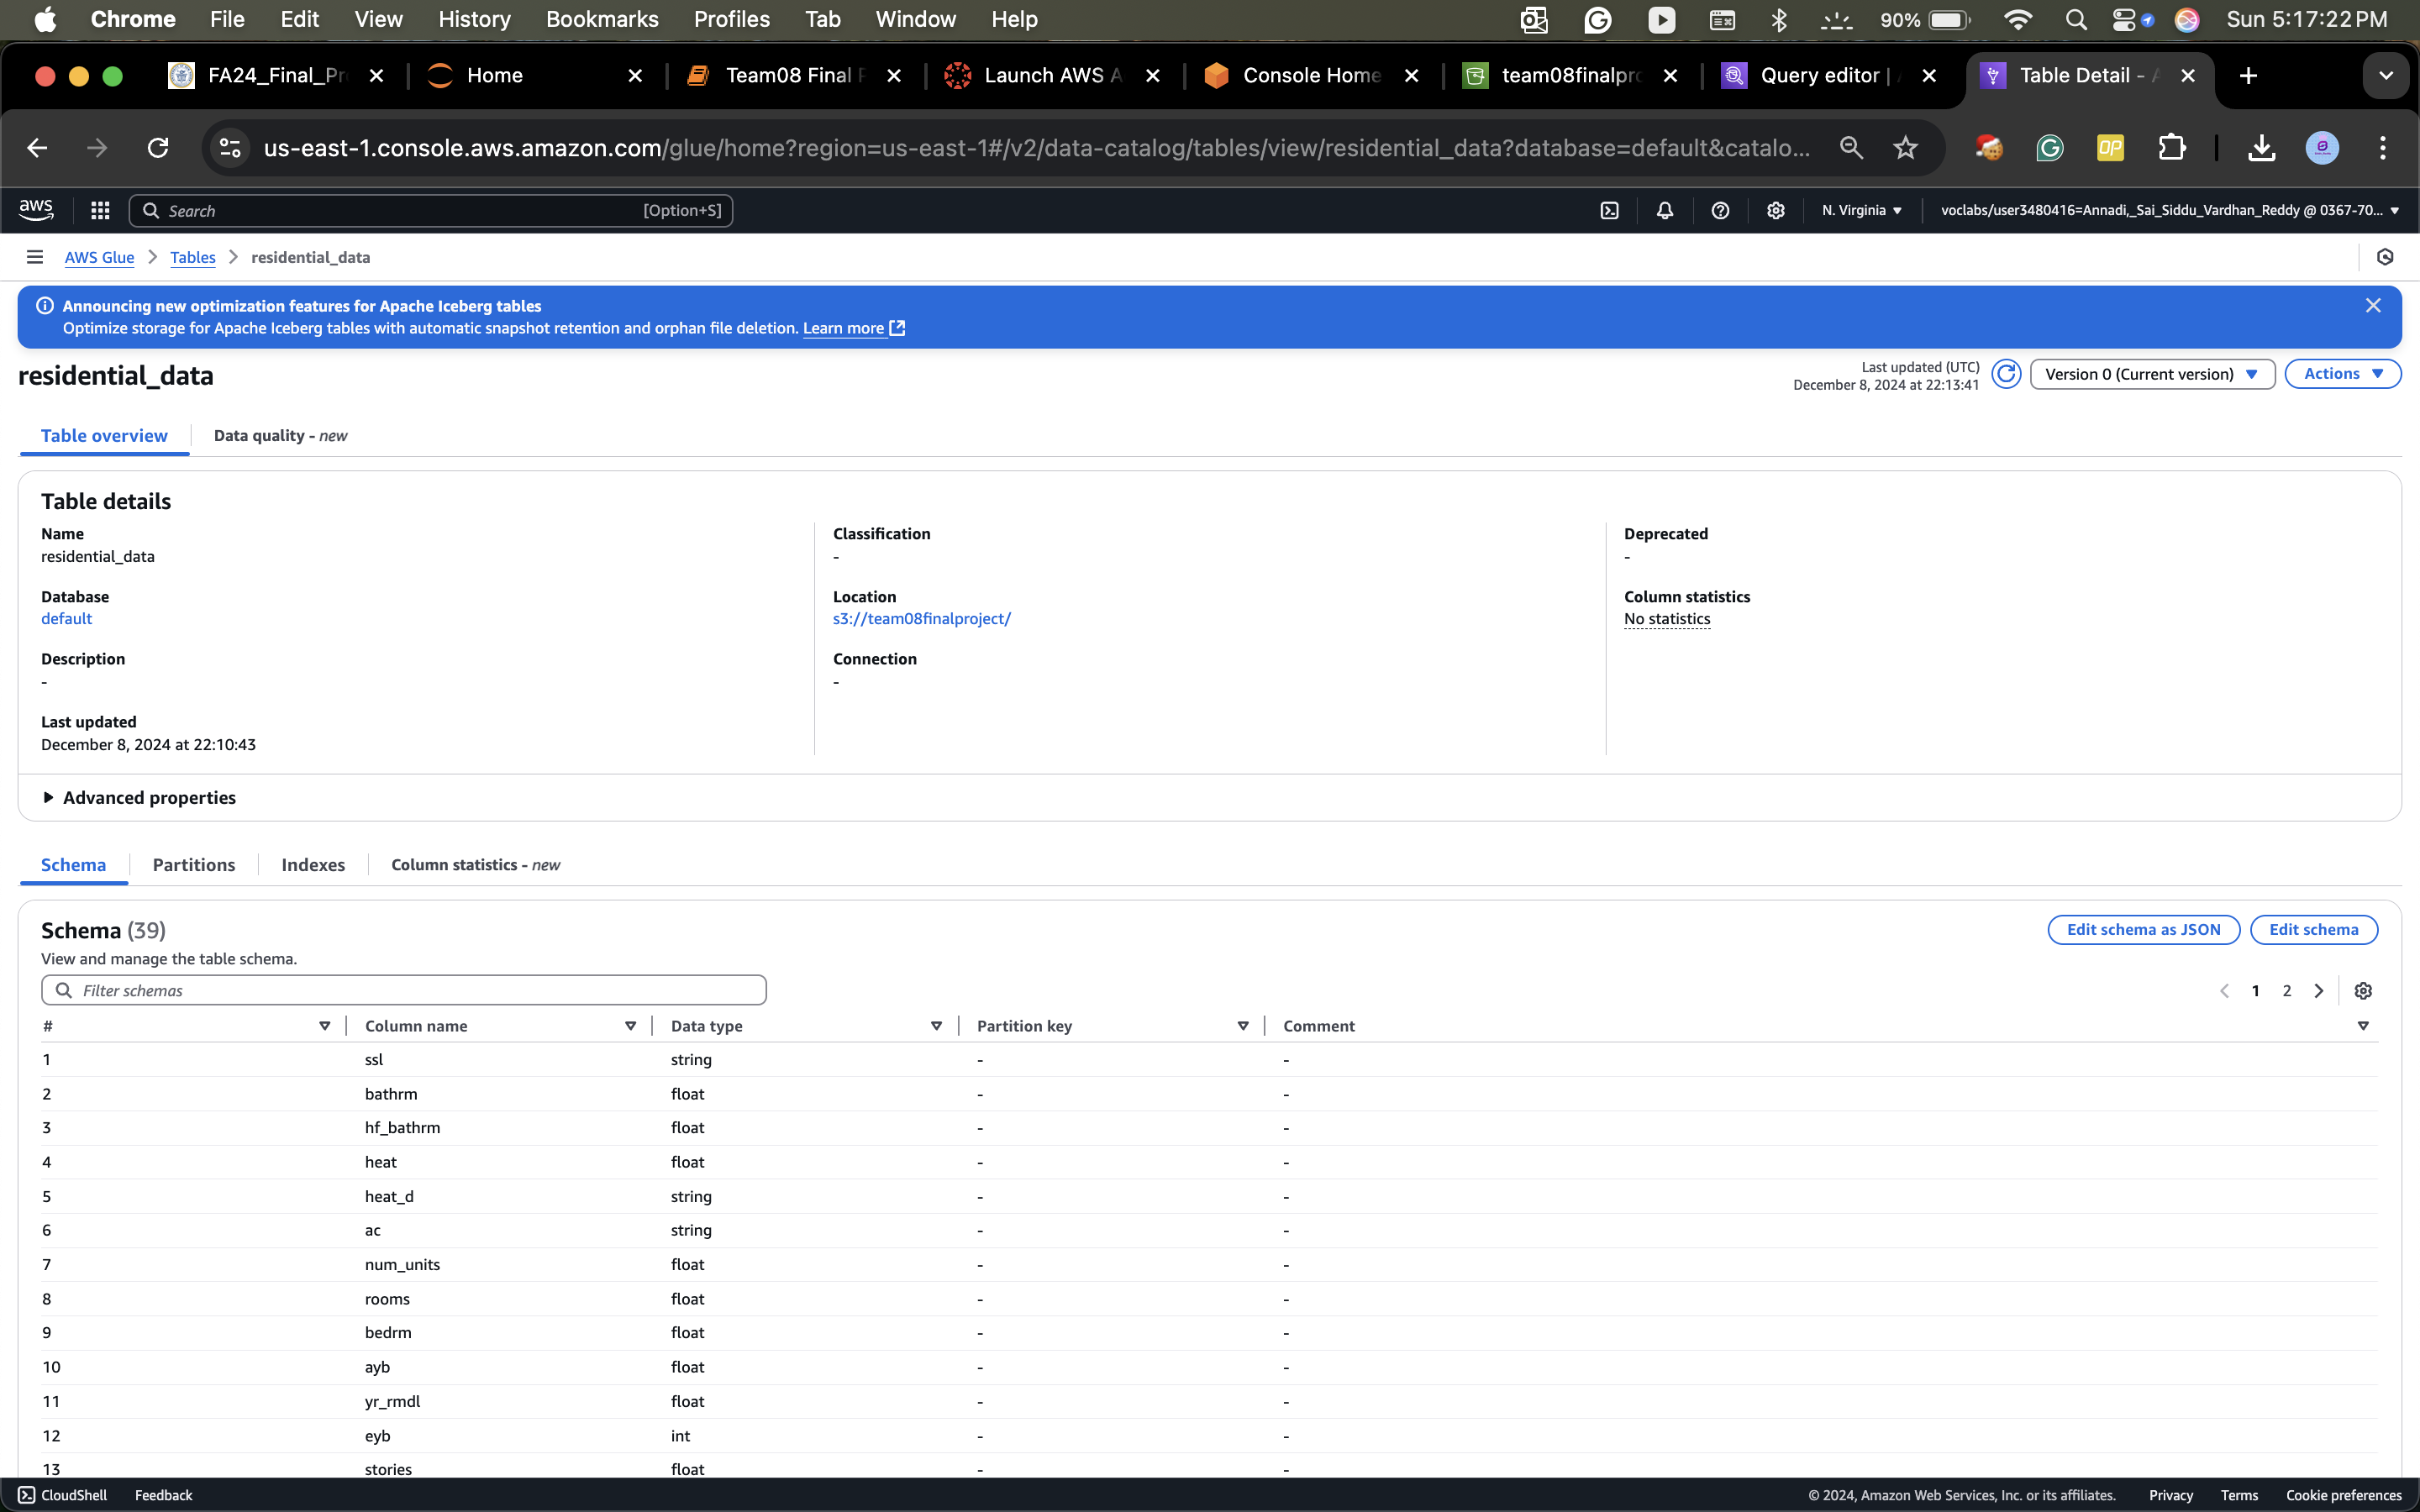 Chrome File Edit View History Bookmarks Profiles Tab Window Help 90% Sun 5:17:22 PM
FA24_Final_Pr Home Team08 Final Launch AWS A Console Home team08finalpro Query editor | Table Detail -
us-east-1.console.aws.amazon.com/glue/home?region=us-east-1#/v2/data-catalog/tables/view/residential_data?database=default&catalo...
aws Search [Option+S] N. Virginia voclabs/user3480416=Annadi,_Sai_Siddu_Vardhan_Reddy @ 0367-70...
AWS Glue > Tables > residential_data
Announcing new optimization features for Apache Iceberg tables
Optimize storage for Apache Iceberg tables with automatic snapshot retention and orphan file deletion. Learn more
residential_data
Last updated (UTC)
December 8, 2024 at 22:13:41
Version 0 (Current version) Actions
Table overview Data quality - new
Table details
Name
residential_data
Database
default
Description
-
Last updated
December 8, 2024 at 22:10:43
Classification
-
Location
s3://team08finalproject/
Connection
-
Deprecated
-
Column statistics
No statistics
Advanced properties
Schema Partitions Indexes Column statistics - new
Schema (39)
Edit schema as JSON Edit schema
View and manage the table schema.
Filter schemas
1 2
# Column name Data type Partition key Comment
1 ssl string - -
2 bathrm float - -
3 hf_bathrm float - -
4 heat float - -
5 heat_d string - -
6 ac string - -
7 num_units float - -
8 rooms float - -
9 bedrm float - -
10 ayb float - -
11 yr_rmdl float - -
12 eyb int - -
13 stories float - -
CloudShell Feedback © 2024, Amazon Web Services, Inc. or its affiliates. Privacy Terms Cookie preferences